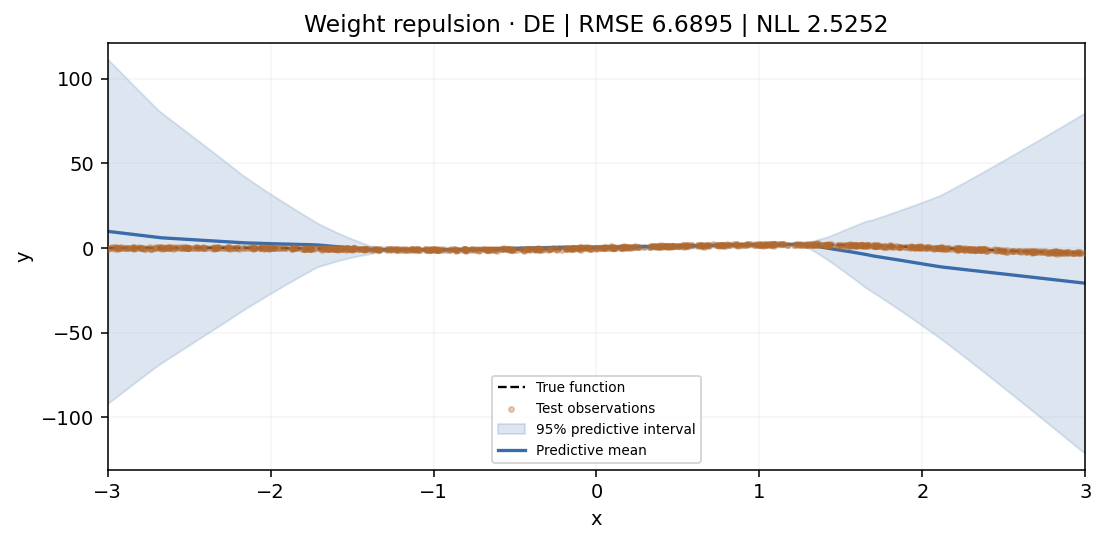 Weight repulsion · DE | RMSE 6.6895 | NLL 2.5252
100
50
0
−50
−100
y
True function
Test observations
95% predictive interval
Predictive mean
−3
−2
−1
0
1
2
3
x